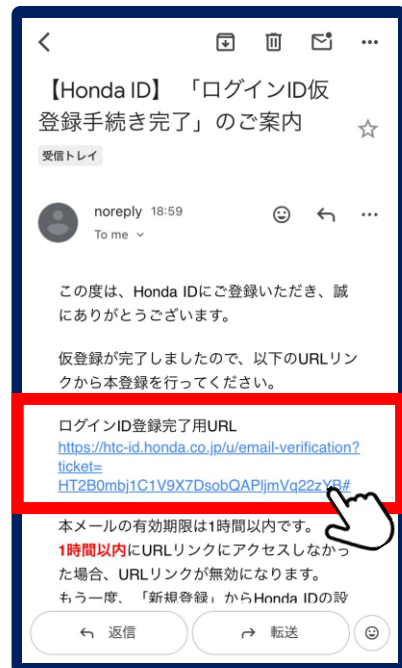 【Honda ID】 「ログインID仮
登録手続き完了」のご案内
受信トレイ
noreply 18:59
To me
この度は、Honda IDにご登録いただき、誠
にありがとうございます。
仮登録が完了しましたので、以下のURLリン
クから本登録を行ってください。
ログインID登録完了用URL
https://htc-id.honda.co.jp/u/email-verification?
ticket=
HT2B0mbj1C1V9X7DsobQAPljmVq22zYB#
本メールの有効期限は1時間以内です。
1時間以内にURLリンクにアクセスしなかっ
た場合、URLリンクが無効になります。
もう一度、「新規登録」からHonda IDの設
返信
転送